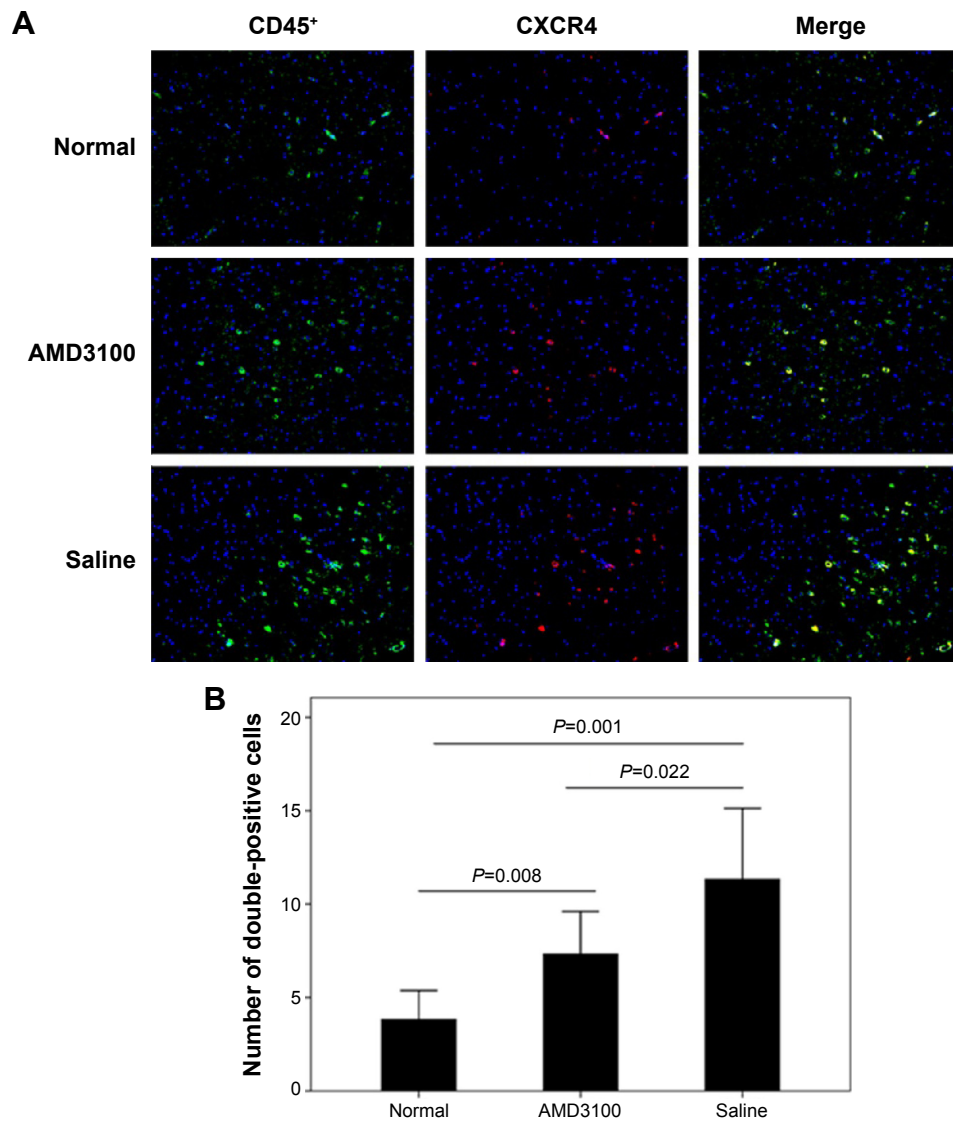 A
CD45⁺ CXCR4 Merge
Normal
AMD3100
Saline
B
Number of double-positive cells
20
15
10
5
0
P=0.001
P=0.022
P=0.008
Normal AMD3100 Saline